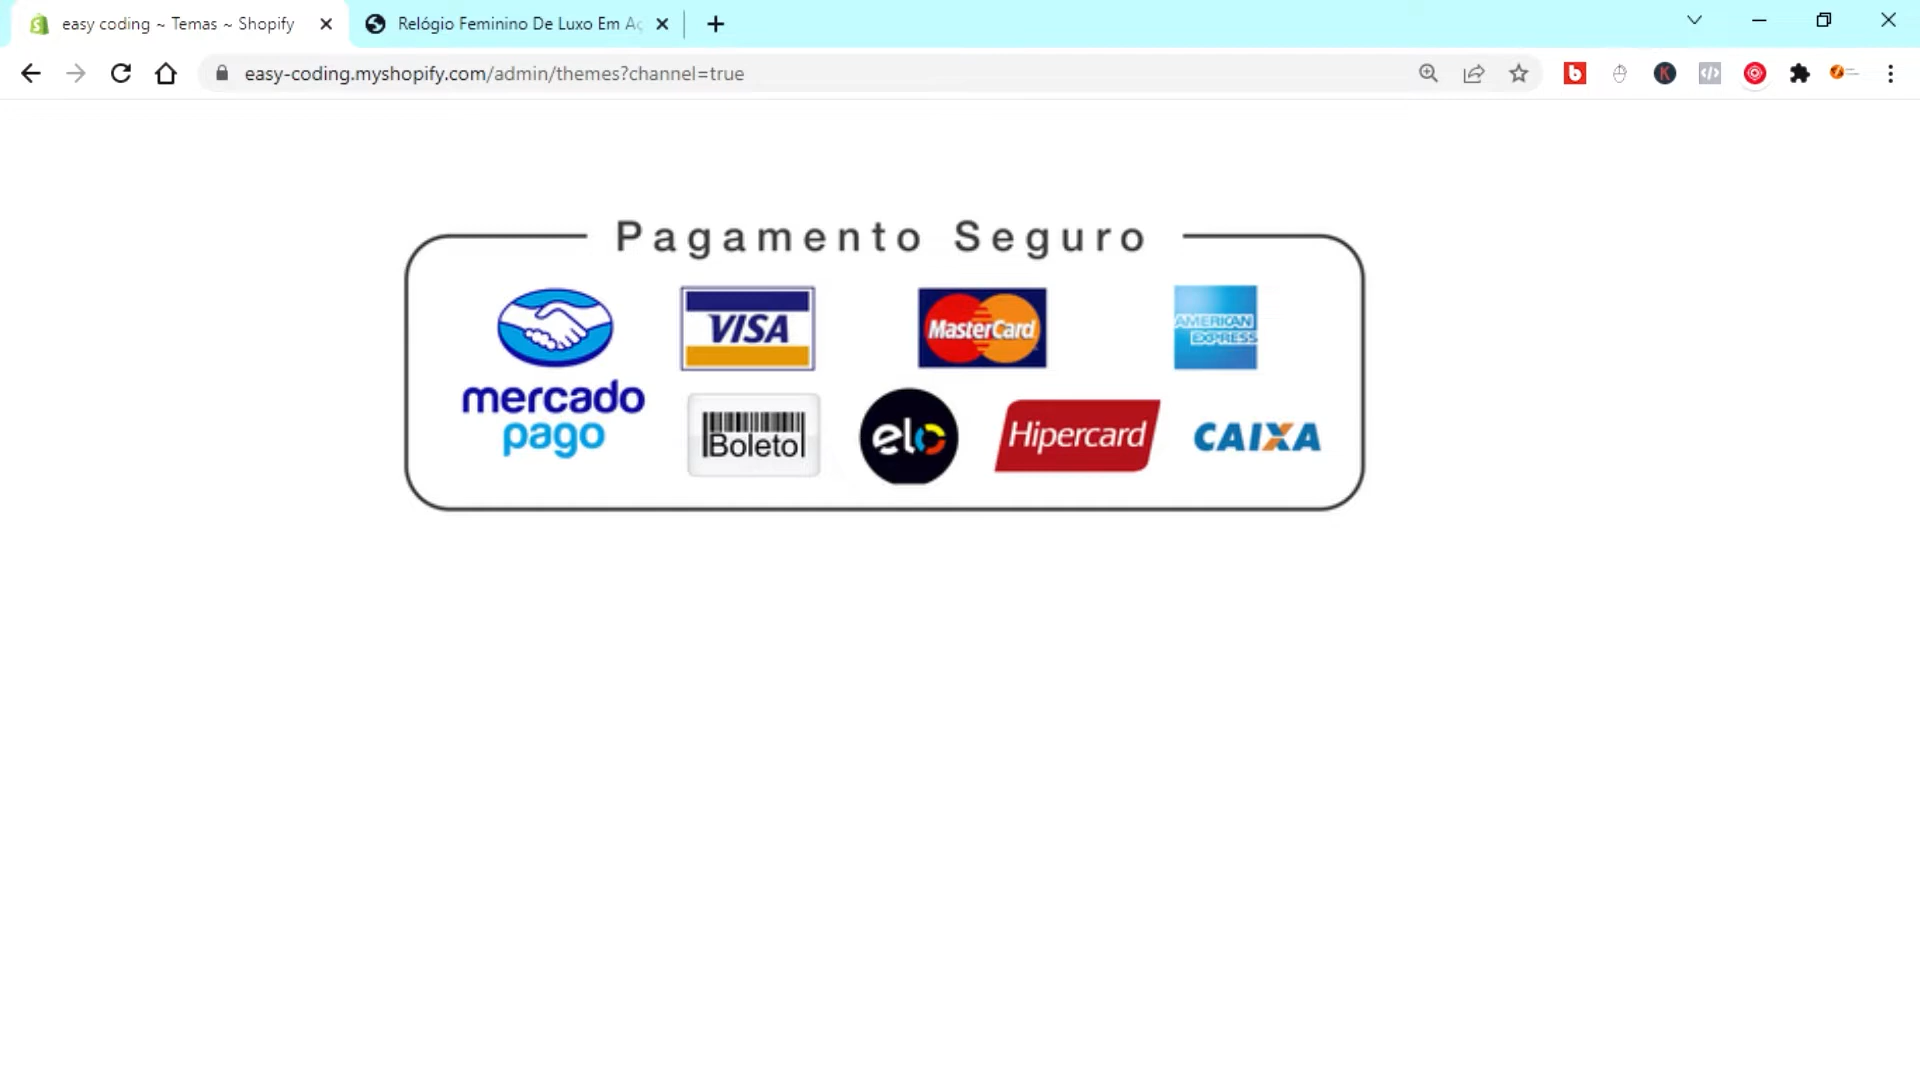 easy coding ~ Temas ~ Shopify
Relógio Feminino De Luxo Em Aç
easy-coding.myshopify.com/admin/themes?channel=true
Pagamento Seguro
VISA
MasterCard
AMERICAN
EXPRESS
mercado
pago
Boleto
elo
Hipercard
CAIXA